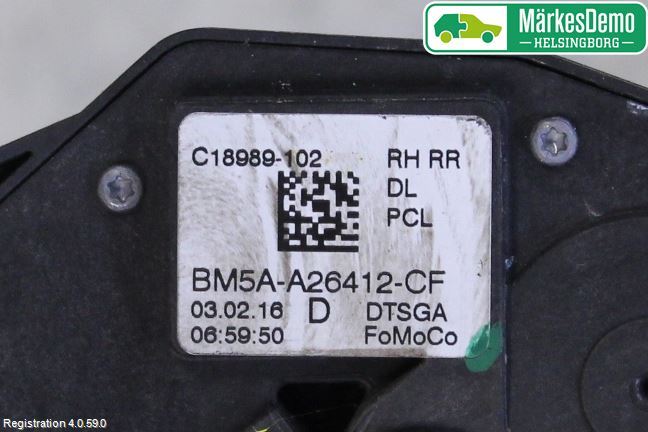 MärkesDemo
HELSINGBORG
C18989-102 RH RR
DL
PCL
BM5A-A26412-CF
03.02.16 D DTSGA
06:59:50 FoMoCo
Registration 4.0.59.0